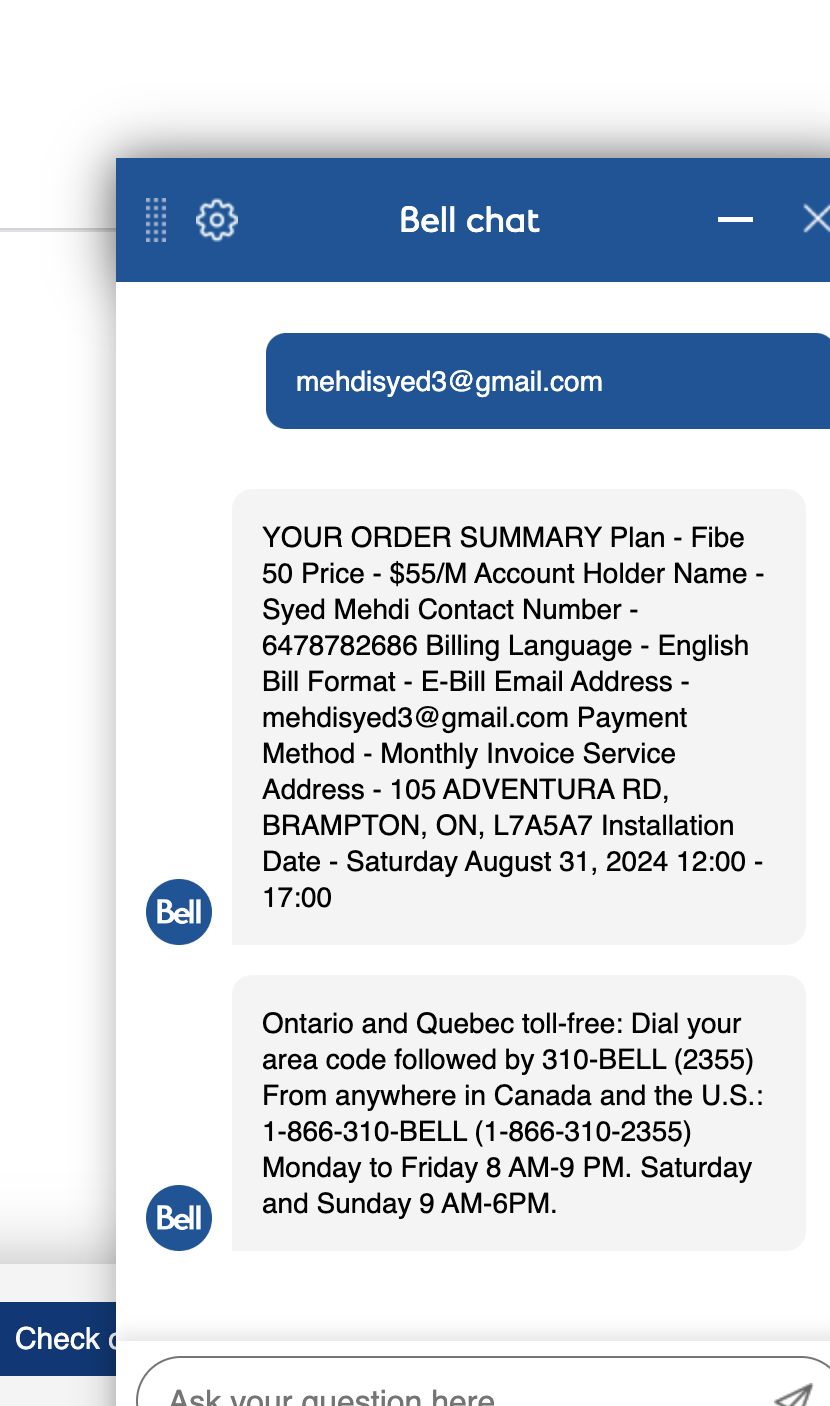 Bell chat
mehdisyed3@gmail.com
YOUR ORDER SUMMARY Plan - Fibe
50 Price - $55/M Account Holder Name -
Syed Mehdi Contact Number -
6478782686 Billing Language - English
Bill Format - E-Bill Email Address -
mehdisyed3@gmail.com Payment
Method - Monthly Invoice Service
Address - 105 ADVENTURA RD,
BRAMPTON, ON, L7A5A7 Installation
Date - Saturday August 31, 2024 12:00 -
17:00
Bell
Ontario and Quebec toll-free: Dial your
area code followed by 310-BELL (2355)
From anywhere in Canada and the U.S.:
1-866-310-BELL (1-866-310-2355)
Monday to Friday 8 AM-9 PM. Saturday
and Sunday 9 AM-6PM.
Bell
Check
Ask your question here